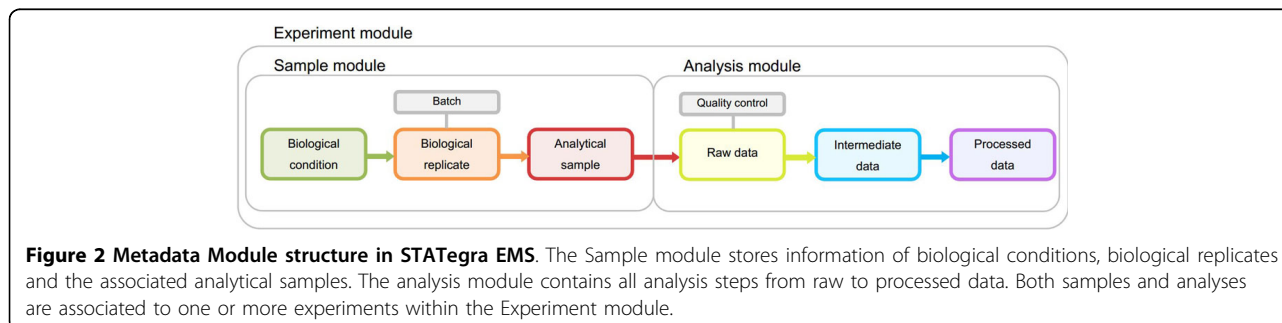 Experiment module
Sample module
Analysis module
Batch
Quality control
Biological
condition
Biological
replicate
Analytical
sample
Raw data
Intermediate
data
Processed
data
Figure 2 Metadata Module structure in STATegra EMS. The Sample module stores information of biological conditions, biological replicates
and the associated analytical samples. The analysis module contains all analysis steps from raw to processed data. Both samples and analyses
are associated to one or more experiments within the Experiment module.